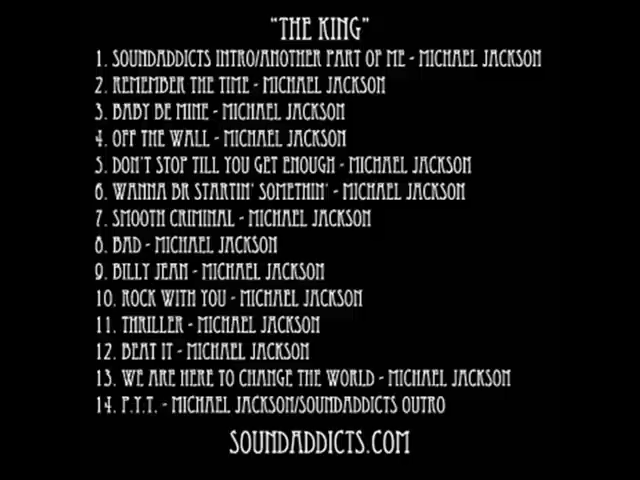 "THE KING"
1. SOUNDADDICTS INTRO/ANOTHER PART OF ME - MICHAEL JACKSON
2. REMEMBER THE TIME - MICHAEL JACKSON
3. BABY BE MINE - MICHAEL JACKSON
4. OFF THE WALL - MICHAEL JACKSON
5. DON'T STOP TILL YOU GET ENOUGH - MICHAEL JACKSON
6. WANNA BR STARTIN' SOMETHIN' - MICHAEL JACKSON
7. SMOOTH CRIMINAL - MICHAEL JACKSON
8. BAD - MICHAEL JACKSON
9. BILLY JEAN - MICHAEL JACKSON
10. ROCK WITH YOU - MICHAEL JACKSON
11. THRILLER - MICHAEL JACKSON
12. BEAT IT - MICHAEL JACKSON
13. WE ARE HERE TO CHANGE THE WORLD - MICHAEL JACKSON
14. P.Y.T. - MICHAEL JACKSON/SOUNDADDICTS OUTRO
SOUNDADDICTS.COM